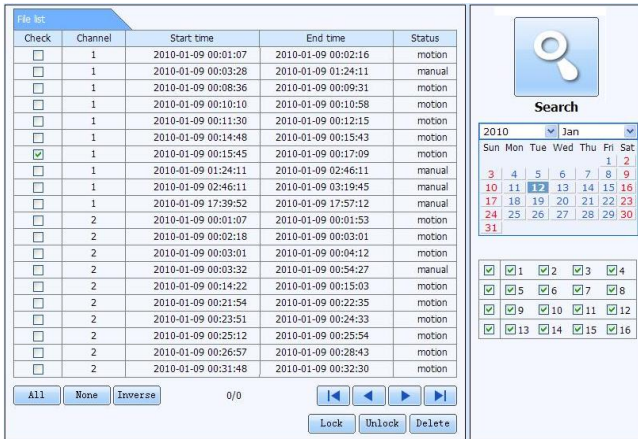 File list
Check Channel Start time End time Status
1 2010-01-09 00:01:07 2010-01-09 00:02:16 motion
1 2010-01-09 00:03:28 2010-01-09 01:24:11 manual
1 2010-01-09 00:08:36 2010-01-09 00:09:31 motion
1 2010-01-09 00:10:10 2010-01-09 00:10:58 motion
1 2010-01-09 00:11:30 2010-01-09 00:12:15 motion
1 2010-01-09 00:14:48 2010-01-09 00:15:43 motion
1 2010-01-09 00:15:45 2010-01-09 00:17:09 motion
1 2010-01-09 01:24:11 2010-01-09 02:46:11 manual
1 2010-01-09 02:46:11 2010-01-09 03:19:45 manual
1 2010-01-09 17:39:52 2010-01-09 17:57:12 manual
2 2010-01-09 00:01:07 2010-01-09 00:01:53 motion
2 2010-01-09 00:02:18 2010-01-09 00:03:01 motion
2 2010-01-09 00:03:01 2010-01-09 00:04:12 motion
2 2010-01-09 00:03:32 2010-01-09 00:54:27 manual
2 2010-01-09 00:14:22 2010-01-09 00:15:03 motion
2 2010-01-09 00:21:54 2010-01-09 00:22:35 motion
2 2010-01-09 00:23:51 2010-01-09 00:24:33 motion
2 2010-01-09 00:25:12 2010-01-09 00:25:54 motion
2 2010-01-09 00:26:57 2010-01-09 00:28:43 motion
2 2010-01-09 00:31:48 2010-01-09 00:32:30 motion
All None Inverse 0/0
Lock Unlock Delete
Search
2010 Jan
Sun Mon Tue Wed Thu Fri Sat
1 2
3 4 5 6 7 8 9
10 11 12 13 14 15 16
17 18 19 20 21 22 23
24 25 26 27 28 29 30
31
1 2 3 4
5 6 7 8
9 10 11 12
13 14 15 16